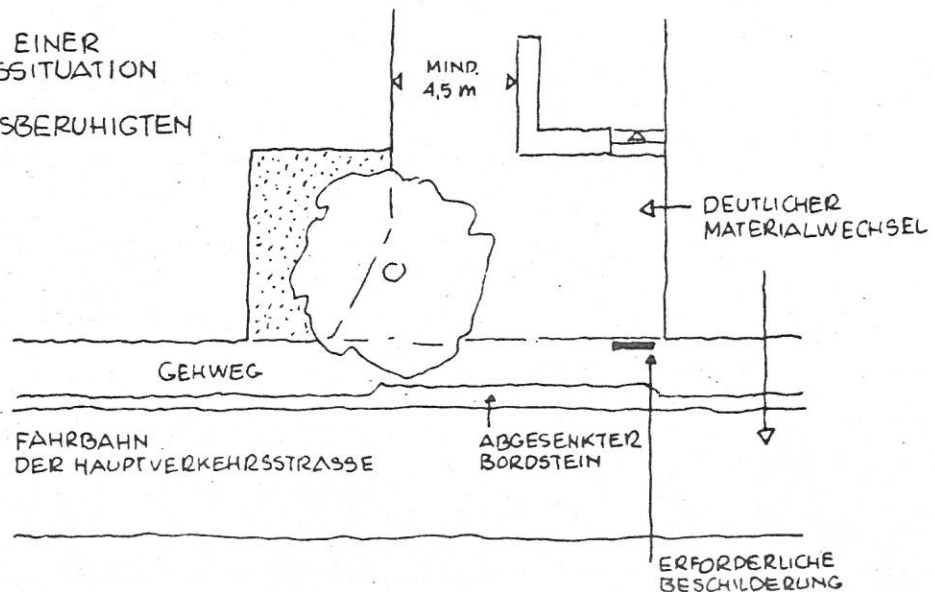 EINER
SSITUATION
SBERUHIGTEN
MIND.
4,5 m
DEUTLICHER
MATERIALWECHSEL
GEHWEG
FAHRBAHN
DER HAUPTVERKEHRSSTRASSE
ABGESENKTER
BORDSTEIN
ERFORDERLICHE
BESCHILDERUNG